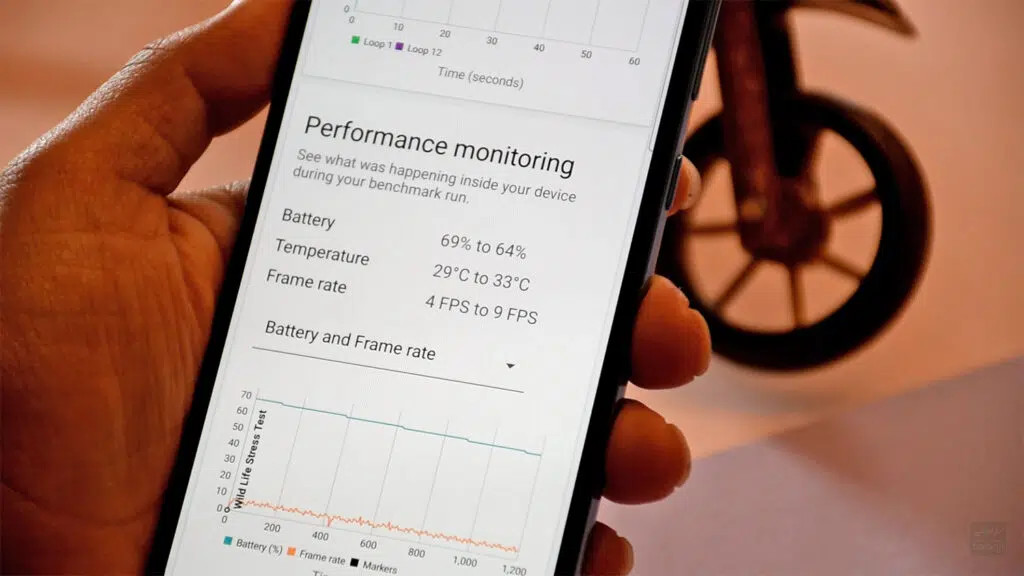 0
0 10 20 30 40 50 60
Loop 1 Loop 12
Time (seconds)
Performance monitoring
See what was happening inside your device
during your benchmark run.
Battery 69% to 64%
Temperature 29°C to 33°C
Frame rate 4 FPS to 9 FPS
Battery and Frame rate
70
60
50
40
30
20
10
0
Wild Life Stress Test
0 200 400 600 800 1,000 1,200
Battery (%) Frame rate Markers